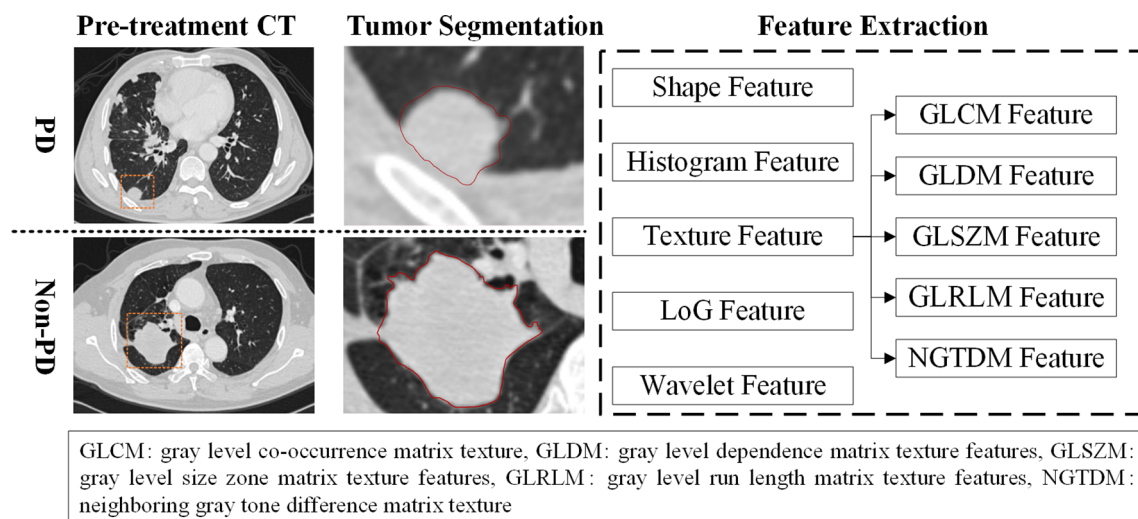 Pre-treatment CT
Tumor Segmentation
Feature Extraction
PD
Non-PD
Shape Feature
Histogram Feature
Texture Feature
LoG Feature
Wavelet Feature
GLCM Feature
GLDM Feature
GLSZM Feature
GLRLM Feature
NGTDM Feature
GLCM: gray level co-occurrence matrix texture, GLDM: gray level dependence matrix texture features, GLSZM:
gray level size zone matrix texture features, GLRLM: gray level run length matrix texture features, NGTDM:
neighboring gray tone difference matrix texture